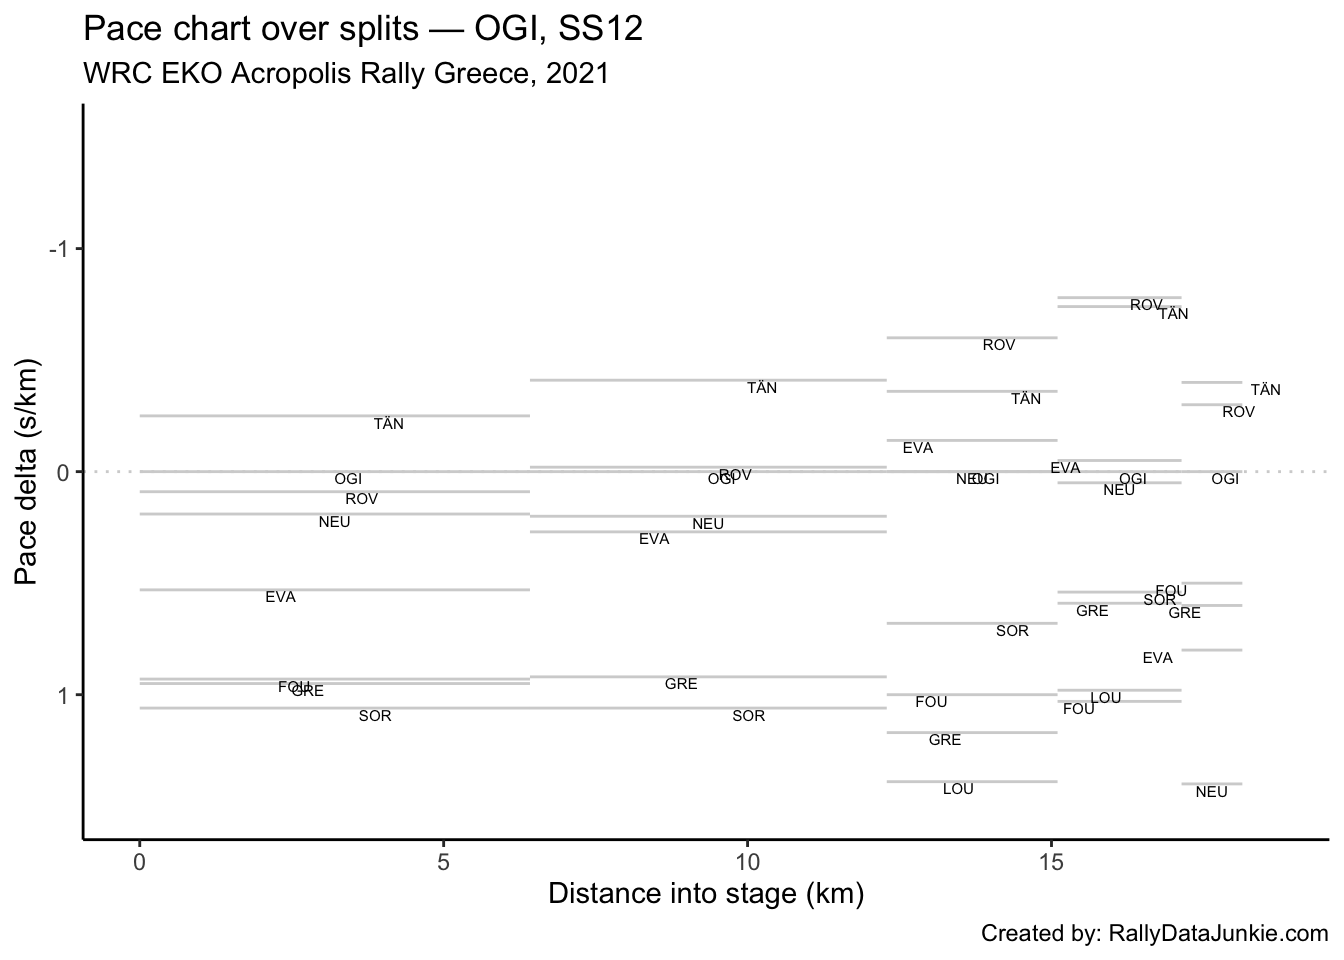 Pace chart over splits — OGI, SS12
WRC EKO Acropolis Rally Greece, 2021
Pace delta (s/km)
-1
0
1
TÄN
OGI
ROV
NEU
EVA
FOU
GRE
SOR
TÄN
ROV
OGI
NEU
EVA
GRE
SOR
ROV
TÄN
EVA
NEU
OGI
SOR
FOU
GRE
LOU
ROV
TÄN
EVA
OGI
NEU
SOR
GRE
LOU
FOU
TÄN
ROV
OGI
FOU
GRE
EVA
NEU
0
5
10
15
Distance into stage (km)
Created by: RallyDataJunkie.com